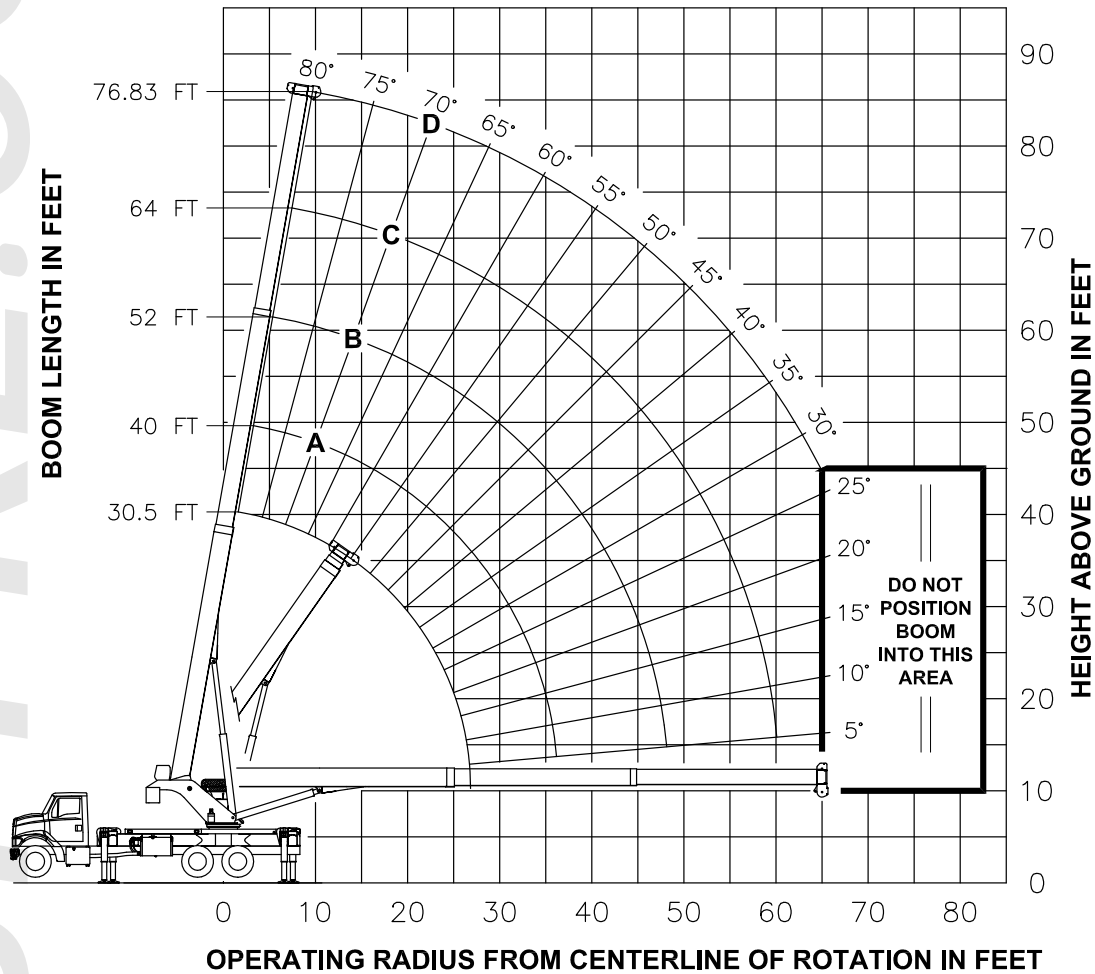 BOOM LENGTH IN FEET
76.83 FT
64 FT
52 FT
40 FT
30.5 FT
80°
75°
70°
65°
60°
55°
50°
45°
40°
35°
30°
25°
20°
15°
10°
5°
D
C
B
A
DO NOT
POSITION
BOOM
INTO THIS
AREA
90
80
70
60
50
40
30
20
10
0
HEIGHT ABOVE GROUND IN FEET
0 10 20 30 40 50 60 70 80
OPERATING RADIUS FROM CENTERLINE OF ROTATION IN FEET